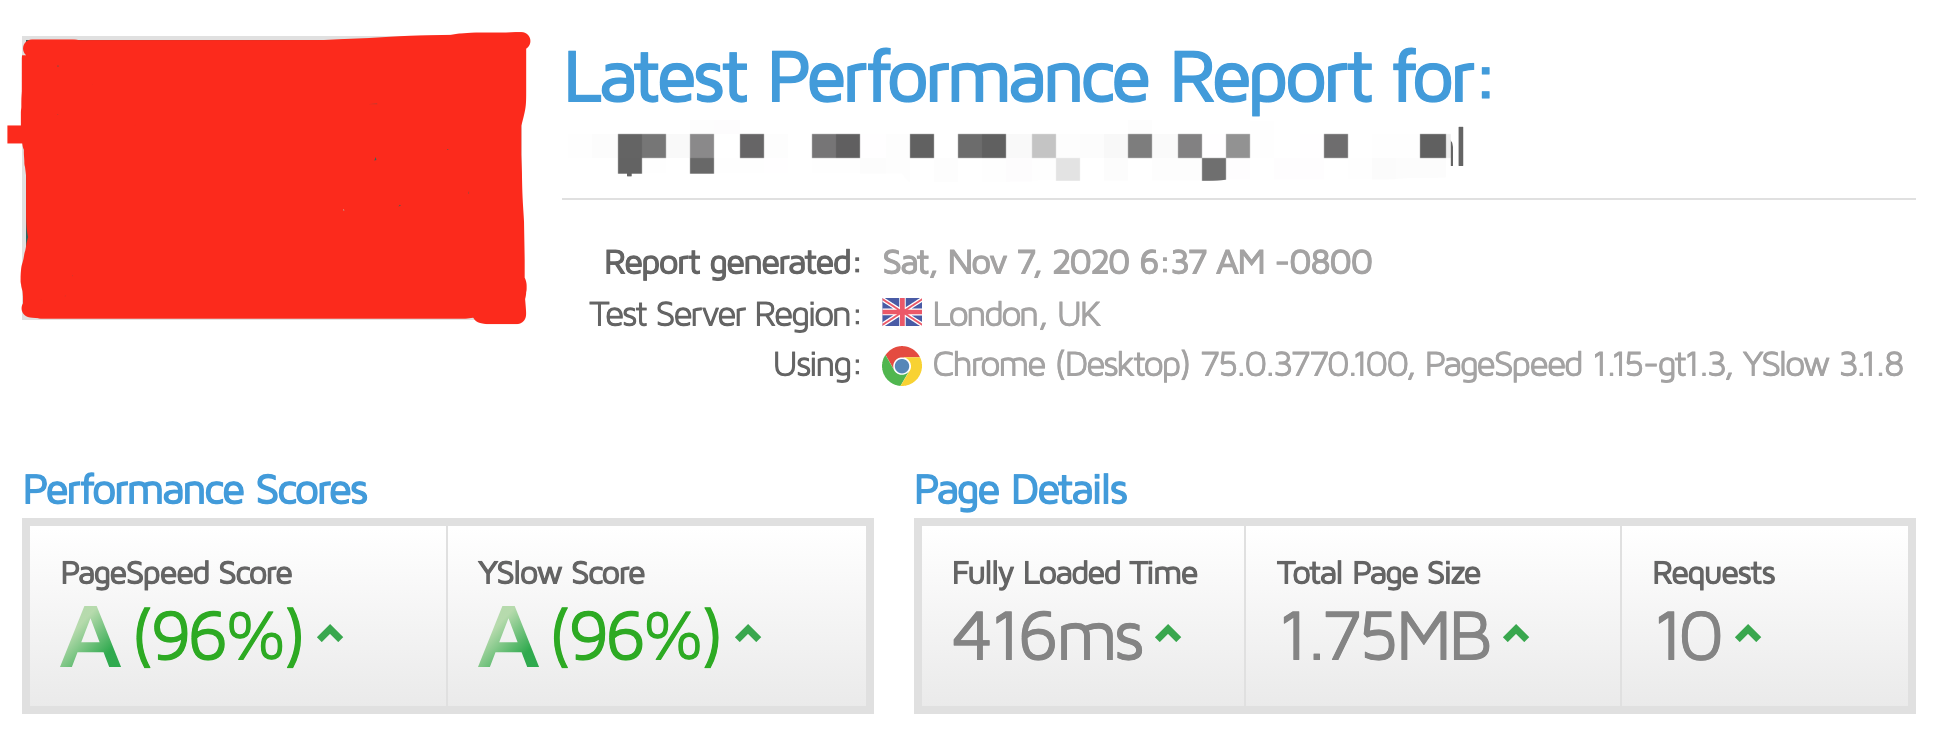 Latest Performance Report for:
Report generated: Sat, Nov 7, 2020 6:37 AM -0800
Test Server Region: London, UK
Using: Chrome (Desktop) 75.0.3770.100, PageSpeed 1.15-gt1.3, YSlow 3.1.8
Performance Scores
PageSpeed Score
A (96%)
YSlow Score
A (96%)
Page Details
Fully Loaded Time
416ms
Total Page Size
1.75MB
Requests
10